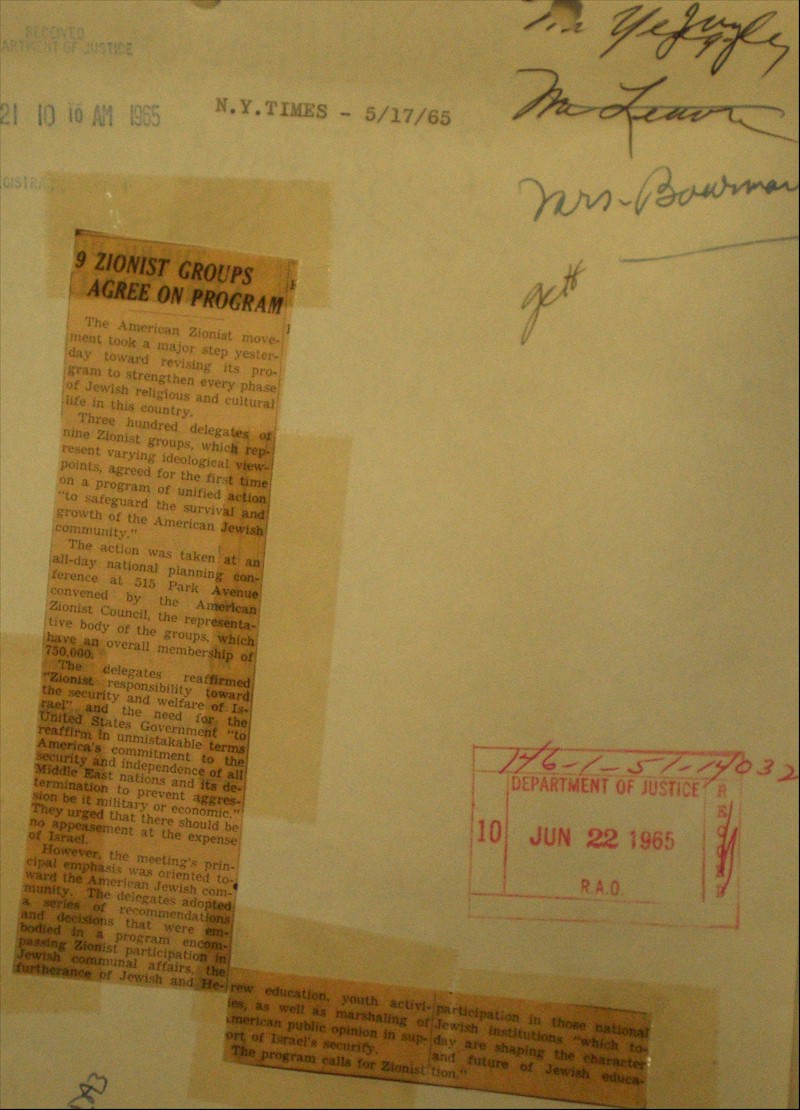 RECEIVED
DEPARTMENT OF JUSTICE
21 10 10 AM 1965
N.Y.TIMES - 5/17/65
Mrs. Bowman
9 ZIONIST GROUPS
AGREE ON PROGRAM
The American Zionist move-
ment took a major step yester-
day toward revising its pro-
gram to strengthen every phase
of Jewish religious and cultural
life in this country.
Three hundred delegates of
nine Zionist groups, which rep-
resent varying ideological view-
points, agreed for the first time
on a program of unified action
"to safeguard the survival and
growth of the American Jewish
community."
The action was taken at an
all-day national planning con-
ference at 515 Park Avenue
convened by the American
Zionist Council, the representa-
tive body of the groups, which
have an overall membership of
750,000.
The delegates reaffirmed
"Zionist responsibility toward
the security and welfare of Is-
rael" and the need for the
United States Government "to
reaffirm in unmistakable terms
America's commitment to the
security and independence of all
Middle East nations and its de-
termination to prevent aggres-
sion be it military or economic."
They urged that there should be
no appeasement at the expense
of Israel.
However, the meeting's prin-
cipal emphasis was oriented to-
ward the American Jewish com-
munity. The delegates adopted
a series of recommendations
and decisions that were em-
bodied in a program encom-
passing Zionist participation in
Jewish communal affairs, the
furtherance of Jewish and He-
rew education, youth activi-
ies, as well as marshaling of
merican public opinion in sup-
ort of Israel's security.
The program calls for Zionist
participation in those national
Jewish institutions "which to-
day are shaping the character
and future of Jewish educa-
tion."
146-1-51-14032
DEPARTMENT OF JUSTICE
10 JUN 22 1965
R.A.O.